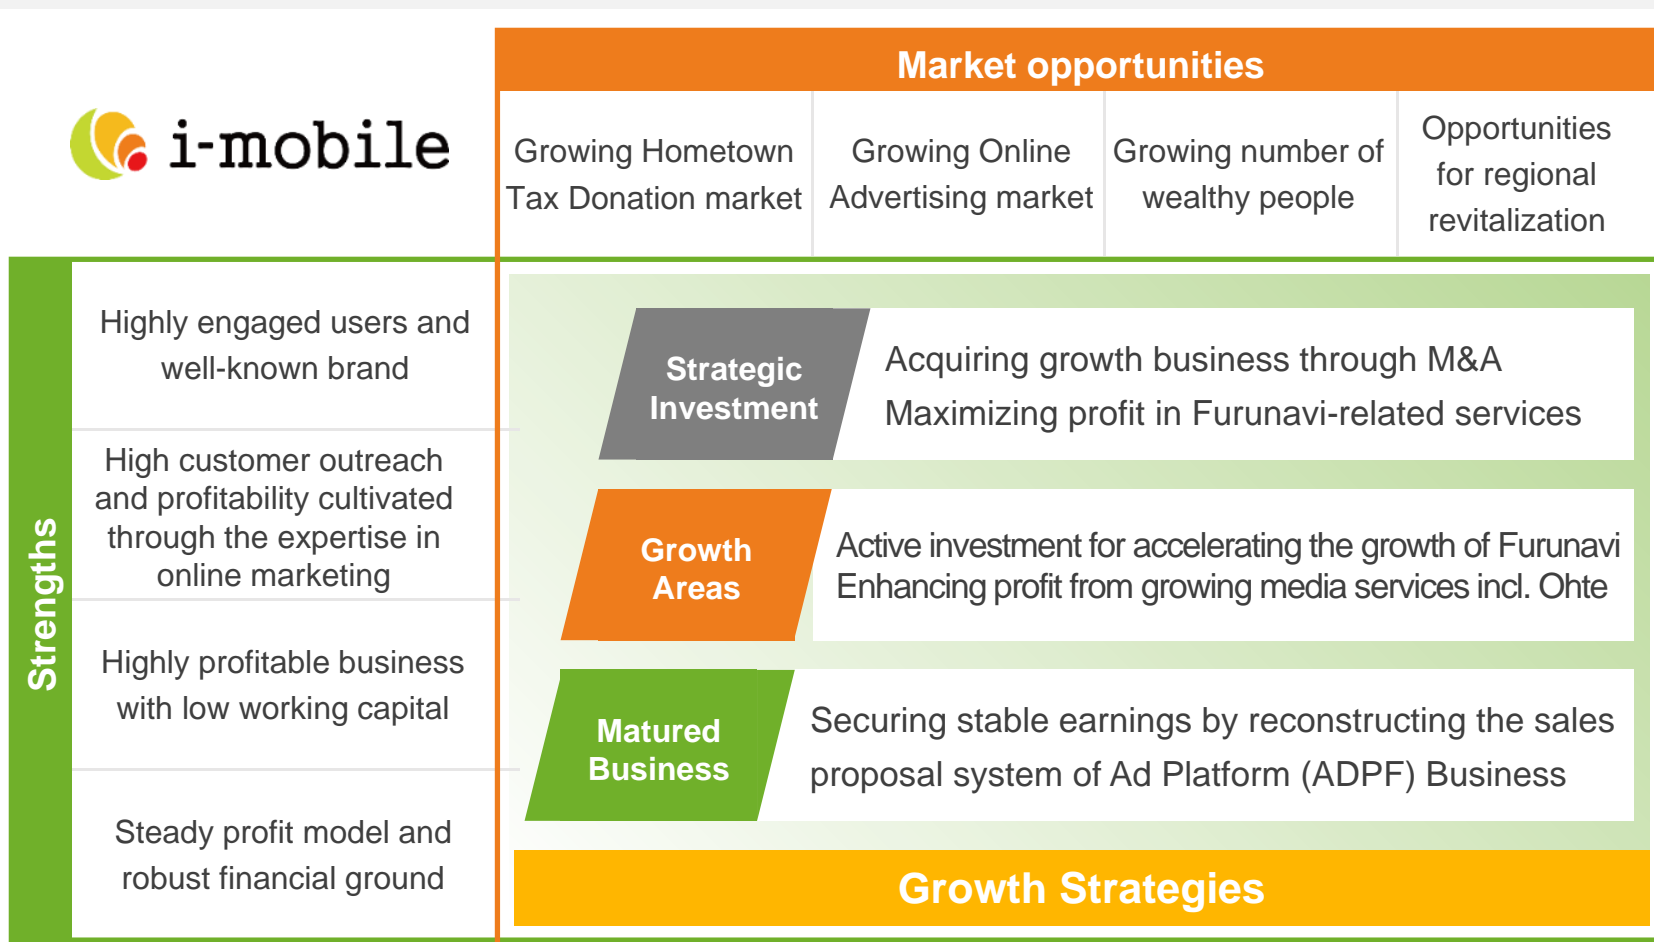 i-mobile
Market opportunities
Growing Hometown
Tax Donation market
Growing Online
Advertising market
Growing number of
wealthy people
Opportunities
for regional
revitalization
Strengths
Highly engaged users and
well-known brand
High customer outreach
and profitability cultivated
through the expertise in
online marketing
Highly profitable business
with low working capital
Steady profit model and
robust financial ground
Strategic
Investment
Acquiring growth business through M&A
Maximizing profit in Furunavi-related services
Growth
Areas
Active investment for accelerating the growth of Furunavi
Enhancing profit from growing media services incl. Ohte
Matured
Business
Securing stable earnings by reconstructing the sales
proposal system of Ad Platform (ADPF) Business
Growth Strategies